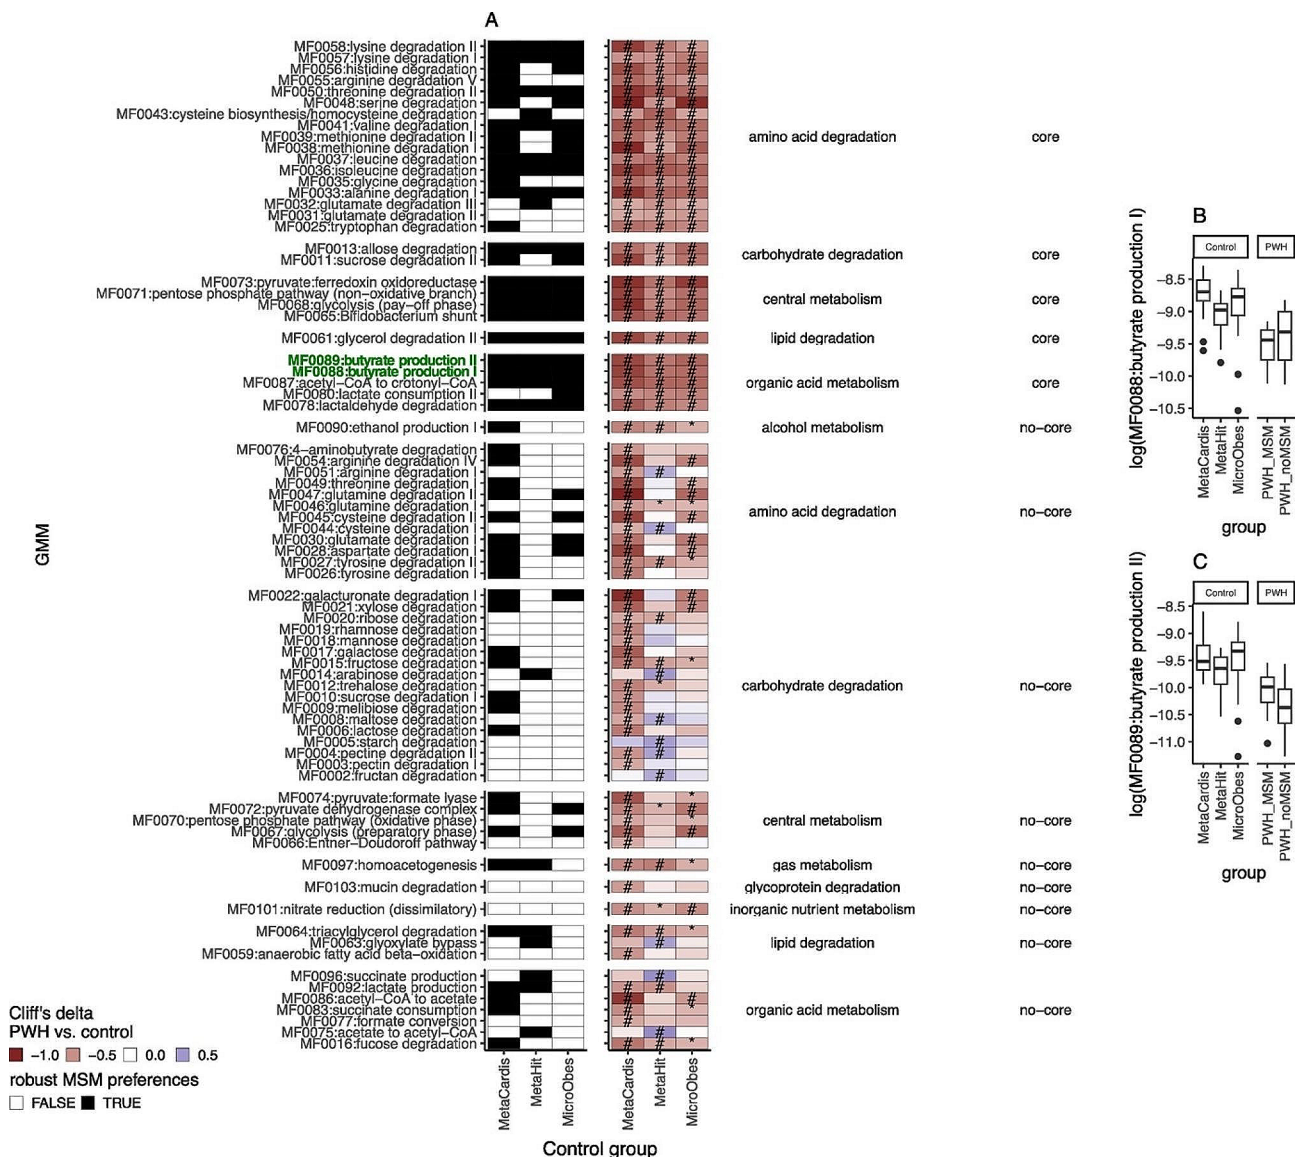 A
MF0058:lysine degradation II
MF0057:lysine degradation I
MF0056:histidine degradation
MF0055:arginine degradation V
MF0050:threonine degradation II
MF0048:serine degradation
MF0043:cysteine biosynthesis/homocysteine degradation
MF0041:valine degradation I
MF0039:methionine degradation II
MF0038:methionine degradation I
MF0037:leucine degradation
MF0036:isoleucine degradation
MF0035:glycine degradation
MF0033:alanine degradation I
MF0032:glutamate degradation III
MF0031:glutamate degradation II
MF0025:tryptophan degradation
amino acid degradation core
MF0013:allose degradation
MF0011:sucrose degradation II
carbohydrate degradation core
MF0073:pyruvate:ferredoxin oxidoreductase
MF0071:pentose phosphate pathway (non−oxidative branch)
MF0068:glycolysis (pay−off phase)
MF0065:Bifidobacterium shunt
central metabolism core
MF0061:glycerol degradation II
lipid degradation core
MF0089:butyrate production II
MF0088:butyrate production I
MF0087:acetyl−CoA to crotonyl−CoA
MF0080:lactate consumption II
MF0078:lactaldehyde degradation
organic acid metabolism core
MF0090:ethanol production I
alcohol metabolism no−core
MF0076:4−aminobutyrate degradation
MF0054:arginine degradation IV
MF0051:arginine degradation I
MF0049:threonine degradation I
MF0047:glutamine degradation II
MF0046:glutamine degradation I
MF0045:cysteine degradation II
MF0044:cysteine degradation I
MF0030:glutamate degradation I
MF0028:aspartate degradation I
MF0027:tyrosine degradation II
MF0026:tyrosine degradation I
amino acid degradation no−core
MF0022:galacturonate degradation I
MF0021:xylose degradation
MF0020:ribose degradation
MF0019:rhamnose degradation
MF0018:mannose degradation
MF0017:galactose degradation
MF0015:fructose degradation
MF0014:arabinose degradation
MF0012:trehalose degradation
MF0010:sucrose degradation I
MF0009:melibiose degradation
MF0008:maltose degradation
MF0006:lactose degradation
MF0005:starch degradation
MF0004:pectine degradation II
MF0003:pectin degradation I
MF0002:fructan degradation
carbohydrate degradation no−core
MF0074:pyruvate:formate lyase
MF0072:pyruvate dehydrogenase complex
MF0070:pentose phosphate pathway (oxidative phase)
MF0067:glycolysis (preparatory phase)
MF0066:Entner−Doudoroff pathway
central metabolism no−core
MF0097:homoacetogenesis
gas metabolism no−core
MF0103:mucin degradation
glycoprotein degradation no−core
MF0101:nitrate reduction (dissimilatory)
inorganic nutrient metabolism no−core
MF0064:triacylglycerol degradation
MF0063:glyoxylate bypass
MF0059:anaerobic fatty acid beta−oxidation
lipid degradation no−core
MF0096:succinate production
MF0092:lactate production
MF0086:acetyl−CoA to acetate
MF0083:succinate consumption
MF0077:formate conversion
MF0075:acetate to acetyl−CoA
MF0016:fucose degradation
organic acid metabolism no−core
GMM
MetaCardis MetaHit MicroObes MetaCardis MetaHit MicroObes
Control group
Cliff's delta
PWH vs. control
−1.0 −0.5 0.0 0.5
robust MSM preferences
FALSE TRUE
B
Control PWH
log(MF0088:butyrate production I)
−8.5
−9.0
−9.5
−10.0
−10.5
MetaCardis MetaHit MicroObes PWH_MSM PWH_noMSM
group
C
Control PWH
log(MF0089:butyrate production II)
−8.5
−9.0
−9.5
−10.0
−10.5
−11.0
MetaCardis MetaHit MicroObes PWH_MSM PWH_noMSM
group